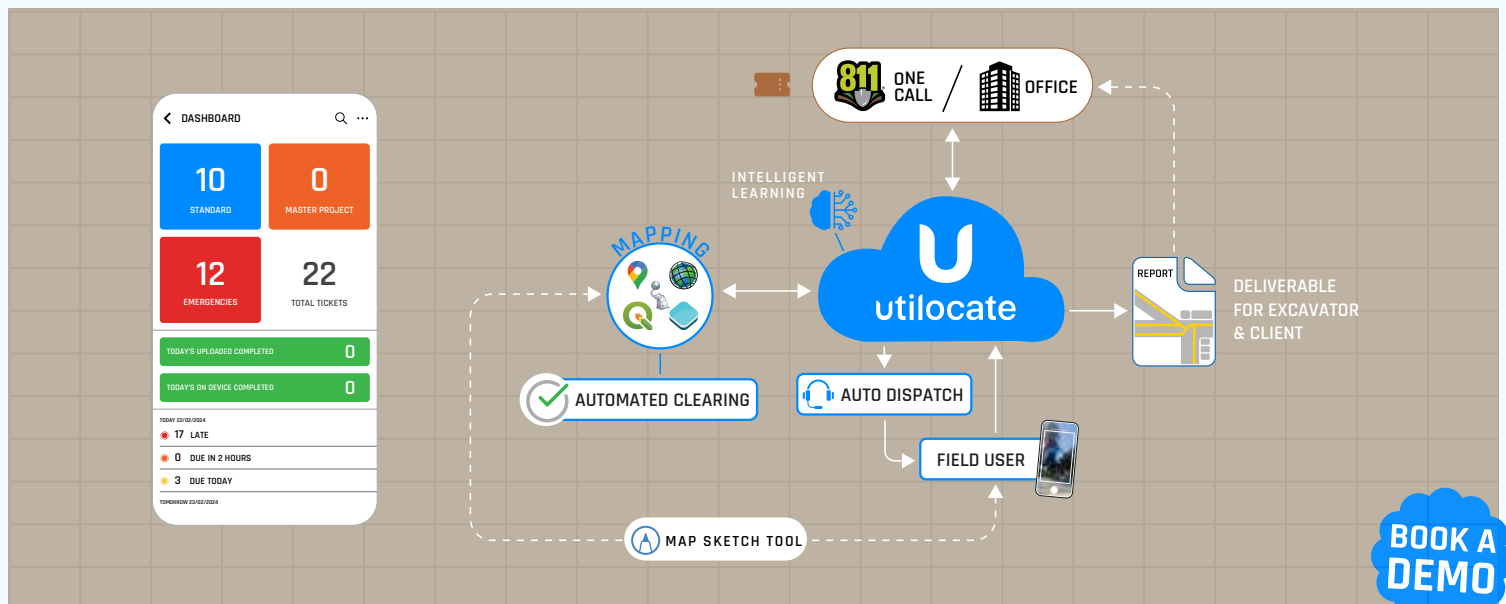 DASHBOARD
10
STANDARD
0
MASTER PROJECT
12
EMERGENCIES
22
TOTAL TICKETS
TODAY'S UPLOADED COMPLETED
0
TODAY'S ON DEVICE COMPLETED
0
TODAY 22/02/2024
17 LATE
0 DUE IN 2 HOURS
3 DUE TODAY
TOMORROW 23/02/2024
811
ONE
CALL
OFFICE
INTELLIGENT
LEARNING
MAPPING
utilocate
REPORT
DELIVERABLE
FOR EXCAVATOR
& CLIENT
AUTOMATED CLEARING
AUTO DISPATCH
FIELD USER
MAP SKETCH TOOL
BOOK A
DEMO